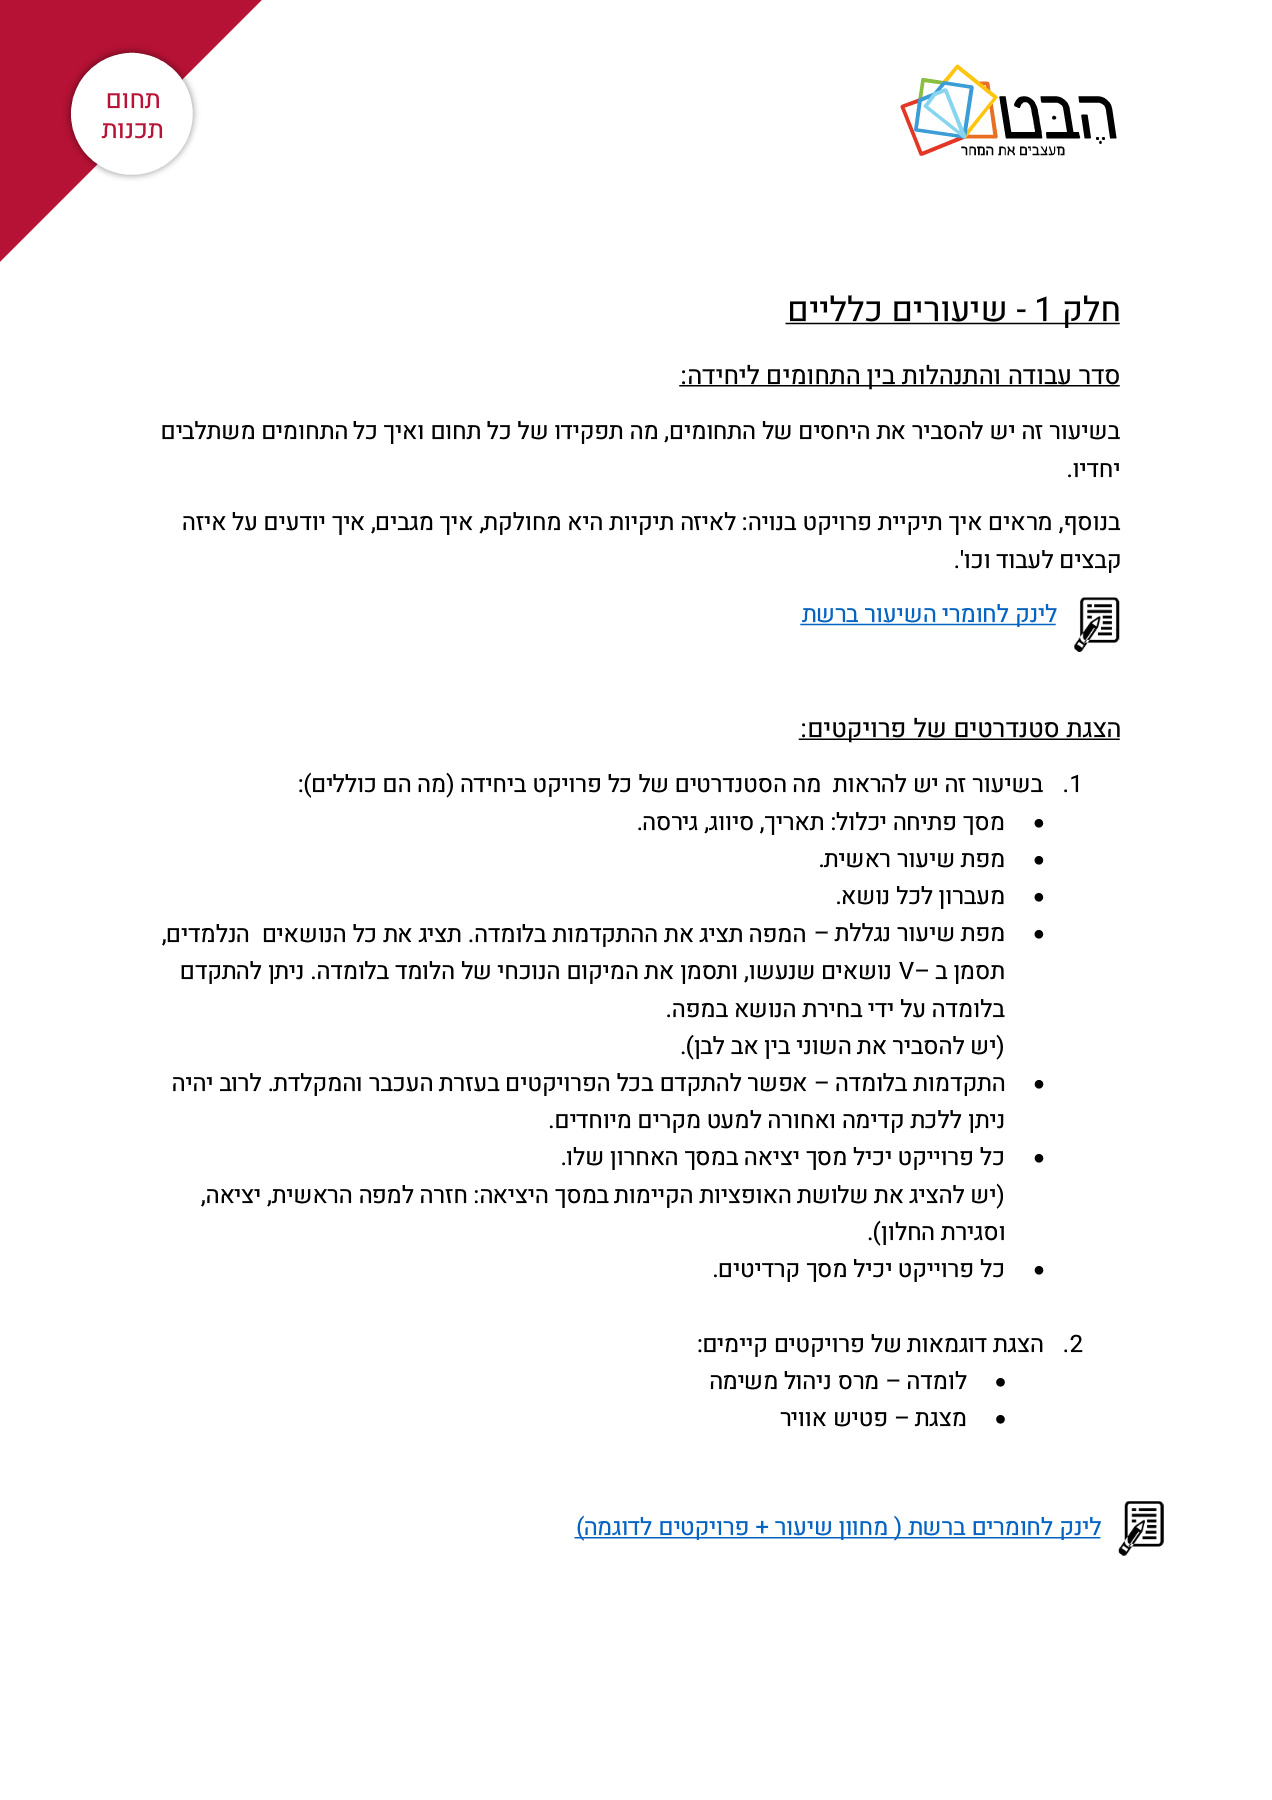 תחום
תכנות
הֶבּט
מעצבים את המחר
חלק 1 - שיעורים כלליים
סדר עבודה והתנהלות בין התחומים ליחידה:
בשיעור זה יש להסביר את היחסים של התחומים, מה תפקידו של כל תחום ואיך כל התחומים משתלבים
יחדיו.
בנוסף, מראים איך תיקיית פרויקט בנויה: לאיזה תיקיות היא מחולקת, איך מגבים, איך יודעים על איזה
קבצים לעבוד וכו'.
לינק לחומרי השיעור ברשת
הצגת סטנדרטים של פרויקטים:
1. בשיעור זה יש להראות  מה הסטנדרטים של כל פרויקט ביחידה (מה הם כוללים):
• מסך פתיחה יכלול: תאריך, סיווג, גירסה.
• מפת שיעור ראשית.
• מעברון לכל נושא.
• מפת שיעור נגללת – המפה תציג את ההתקדמות בלומדה. תציג את כל הנושאים  הנלמדים,
תסמן ב –V נושאים שנעשו, ותסמן את המיקום הנוכחי של הלומד בלומדה. ניתן להתקדם
בלומדה על ידי בחירת הנושא במפה.
(יש להסביר את השוני בין אב לבן).
• התקדמות בלומדה – אפשר להתקדם בכל הפרויקטים בעזרת העכבר והמקלדת. לרוב יהיה
ניתן ללכת קדימה ואחורה למעט מקרים מיוחדים.
• כל פרוייקט יכיל מסך יציאה במסך האחרון שלו.
(יש להציג את שלושת האופציות הקיימות במסך היציאה: חזרה למפה הראשית, יציאה,
וסגירת החלון).
• כל פרוייקט יכיל מסך קרדיטים.
2. הצגת דוגמאות של פרויקטים קיימים:
• לומדה – מרס ניהול משימה
• מצגת – פטיש אוויר
לינק לחומרים ברשת ( מחוון שיעור + פרויקטים לדוגמה)